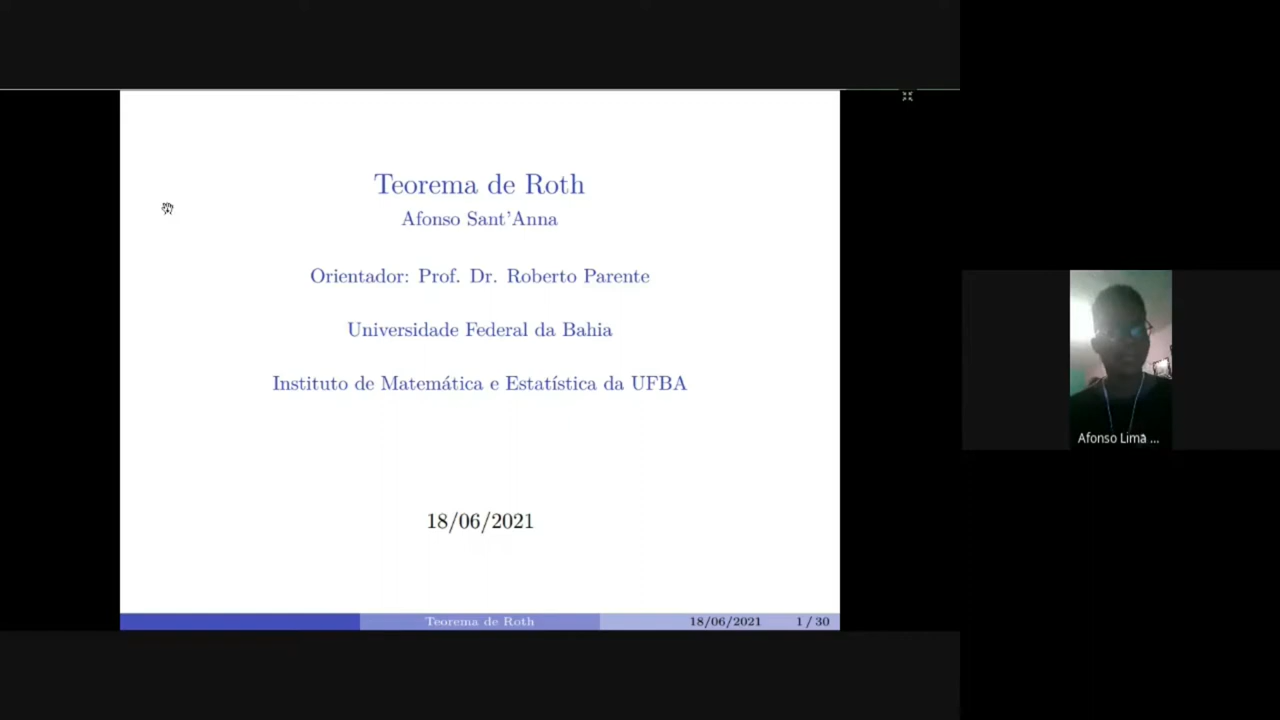 Teorema de Roth
Afonso Sant'Anna
Orientador: Prof. Dr. Roberto Parente
Universidade Federal da Bahia
Instituto de Matemática e Estatística da UFBA
18/06/2021
Teorema de Roth 18/06/2021 1 / 30
Afonso Lima ...